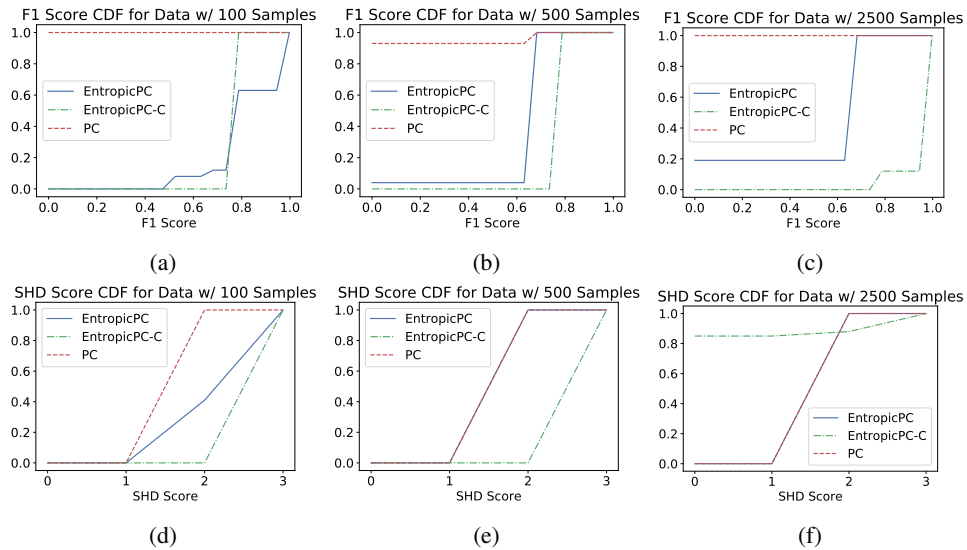 F1 Score CDF for Data w/ 100 Samples
1.0
0.8
0.6
0.4
0.2
0.0
EntropicPC
EntropicPC-C
PC
0.0 0.2 0.4 0.6 0.8 1.0
F1 Score
(a)
F1 Score CDF for Data w/ 500 Samples
1.0
0.8
0.6
0.4
0.2
0.0
EntropicPC
EntropicPC-C
PC
0.0 0.2 0.4 0.6 0.8 1.0
F1 Score
(b)
F1 Score CDF for Data w/ 2500 Samples
1.0
0.8
0.6
0.4
0.2
0.0
EntropicPC
EntropicPC-C
PC
0.0 0.2 0.4 0.6 0.8 1.0
F1 Score
(c)
SHD Score CDF for Data w/ 100 Samples
1.0
0.8
0.6
0.4
0.2
0.0
EntropicPC
EntropicPC-C
PC
0 1 2 3
SHD Score
(d)
SHD Score CDF for Data w/ 500 Samples
1.0
0.8
0.6
0.4
0.2
0.0
EntropicPC
EntropicPC-C
PC
0 1 2 3
SHD Score
(e)
SHD Score CDF for Data w/ 2500 Samples
1.0
0.8
0.6
0.4
0.2
0.0
EntropicPC
EntropicPC-C
PC
0 1 2 3
SHD Score
(f)